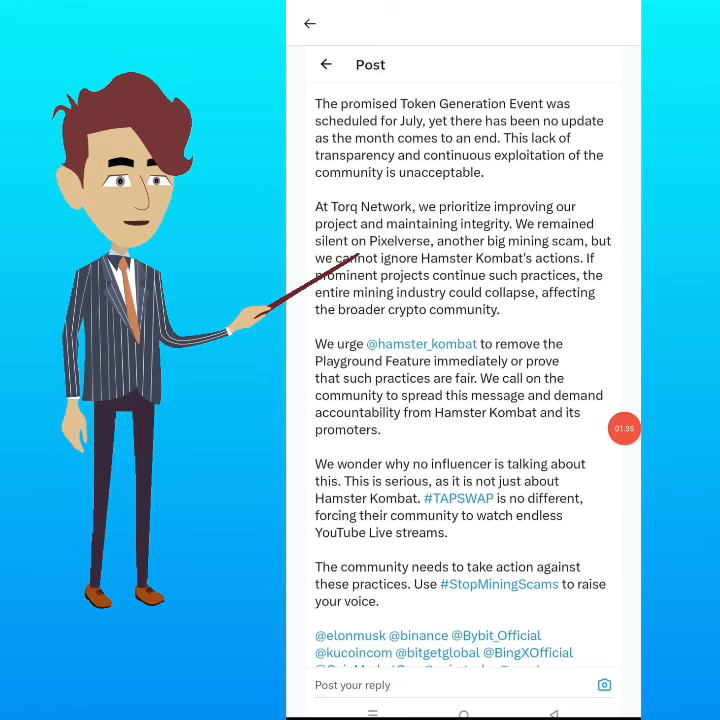 Post
The promised Token Generation Event was
scheduled for July, yet there has been no update
as the month comes to an end. This lack of
transparency and continuous exploitation of the
community is unacceptable.
At Torq Network, we prioritize improving our
project and maintaining integrity. We remained
silent on Pixelverse, another big mining scam, but
we cannot ignore Hamster Kombat's actions. If
prominent projects continue such practices, the
entire mining industry could collapse, affecting
the broader crypto community.
We urge @hamster_kombat to remove the
Playground Feature immediately or prove
that such practices are fair. We call on the
community to spread this message and demand
accountability from Hamster Kombat and its
promoters.
01:35
We wonder why no influencer is talking about
this. This is serious, as it is not just about
Hamster Kombat. #TAPSWAP is no different,
forcing their community to watch endless
YouTube Live streams.
The community needs to take action against
these practices. Use #StopMiningScams to raise
your voice.
@elonmusk @binance @Bybit_Official
@kucoincom @bitgetglobal @BingXOfficial
Post your reply